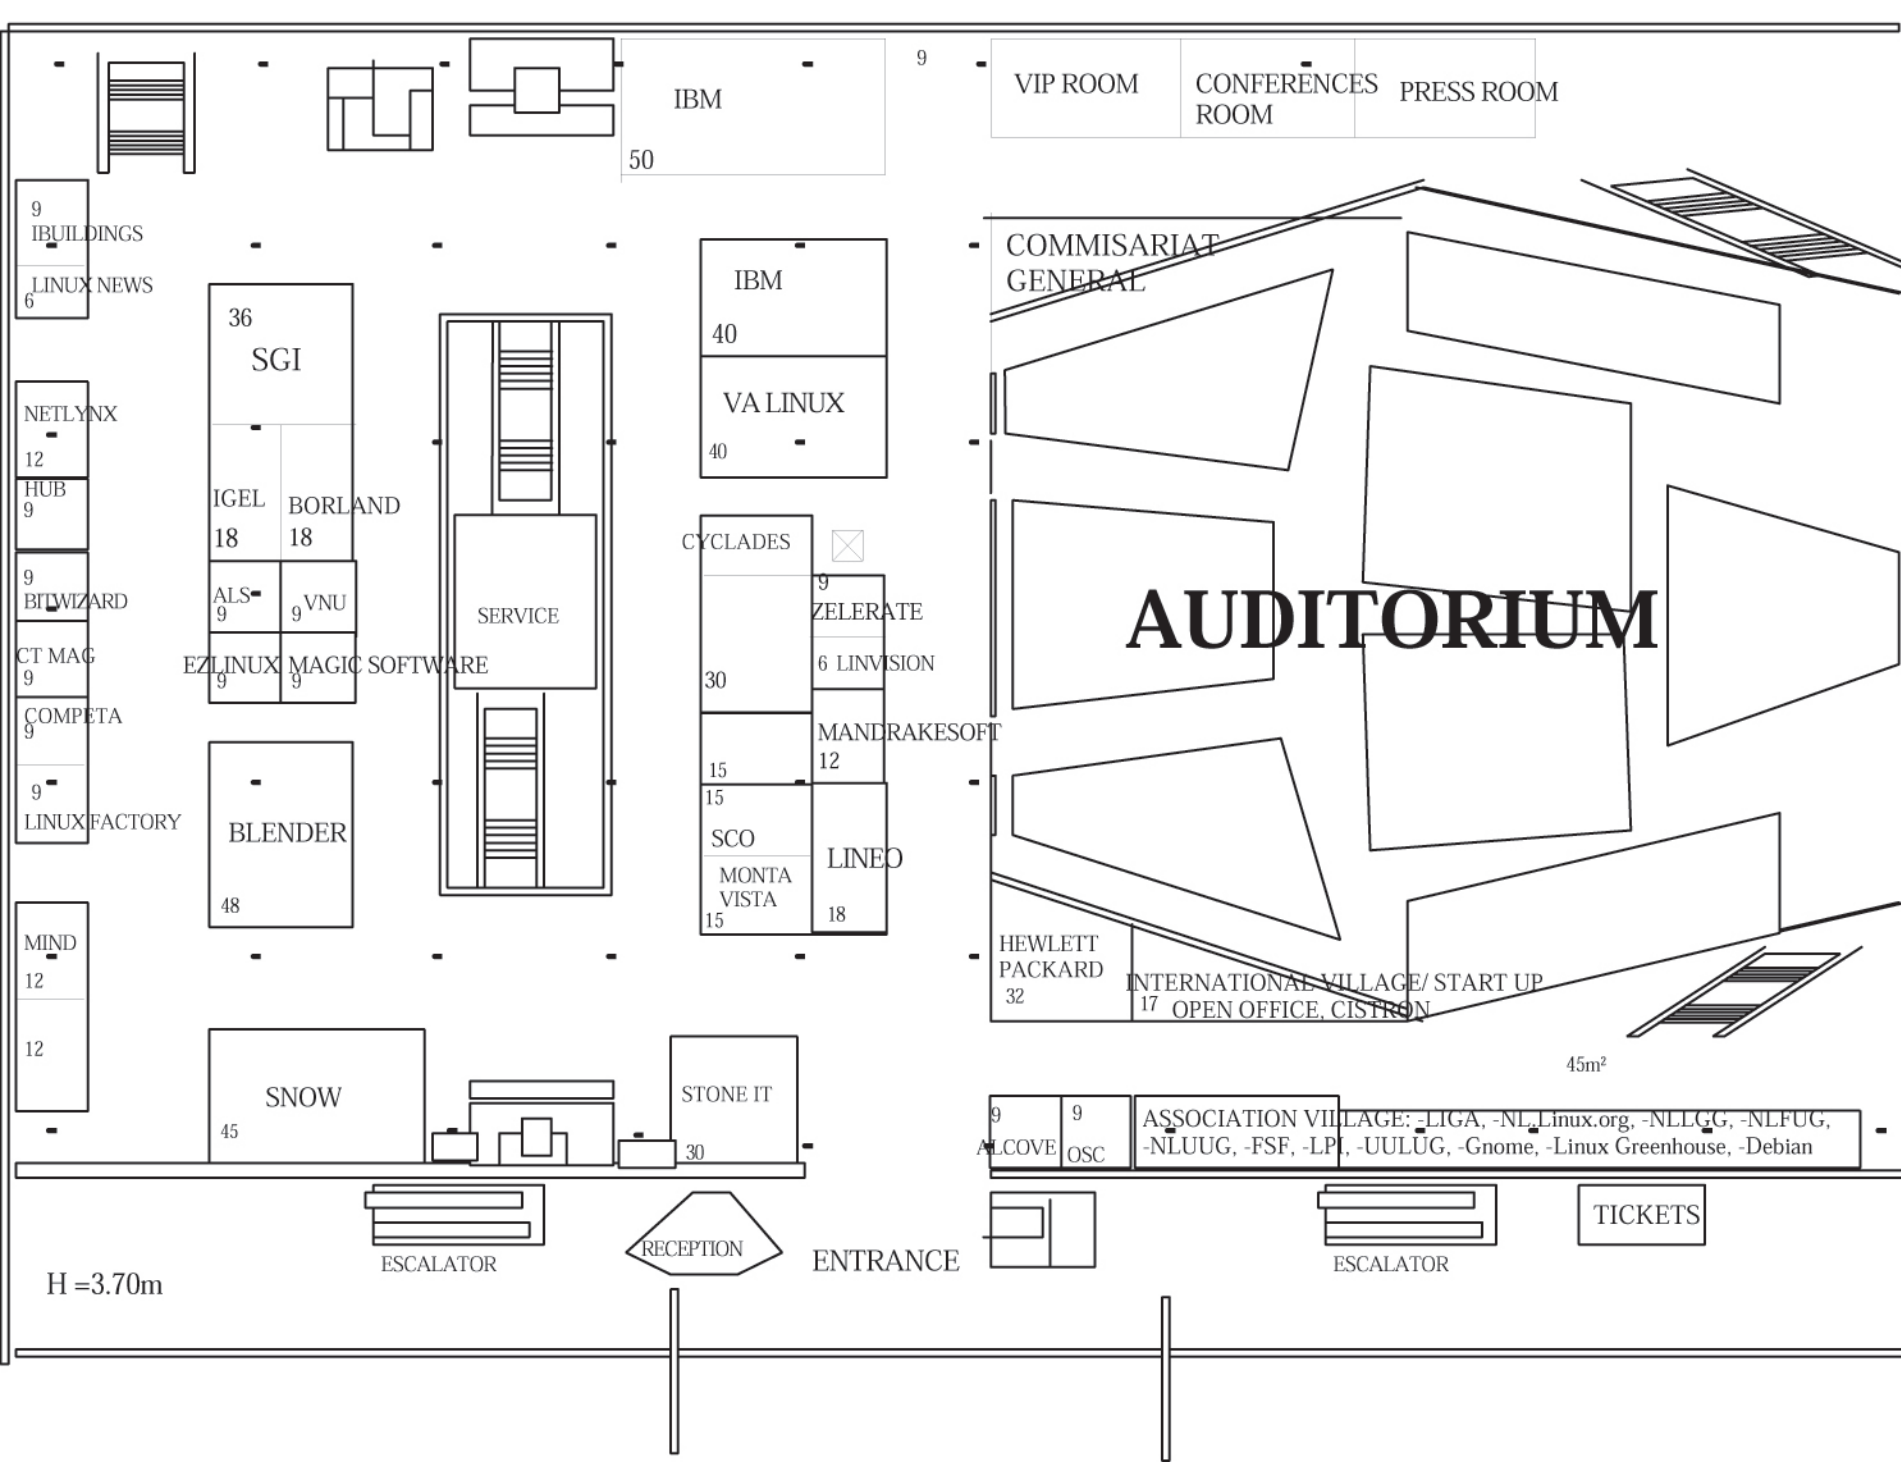 IBM
50
9
VIP ROOM
CONFERENCES
ROOM
PRESS ROOM
9
IBUILDINGS
LINUX NEWS
6
COMMISARIAT
GENERAL
36
SGI
IBM
40
VA LINUX
40
NETLYNX
12
HUB
9
IGEL
18
BORLAND
18
CYCLADES
30
9
ZELERATE
6 LINVISION
MANDRAKESOFT
12
15
9
BITWIZARD
ALS
9
9 VNU
SERVICE
AUDITORIUM
CT MAG
9
EZLINUX
9
MAGIC SOFTWARE
9
COMPETA
9
9
LINUX FACTORY
BLENDER
48
15
SCO
MONTA
VISTA
15
LINEO
18
MIND
12
12
HEWLETT
PACKARD
32
INTERNATIONAL VILLAGE/ START UP
17 OPEN OFFICE, CISTRON
45m²
SNOW
45
STONE IT
30
9
ALCOVE
9
OSC
ASSOCIATION VILLAGE: -LIGA, -NL.Linux.org, -NLLGG, -NLFUG,
-NLUUG, -FSF, -LPI, -UULUG, -Gnome, -Linux Greenhouse, -Debian
ESCALATOR
RECEPTION
ENTRANCE
ESCALATOR
TICKETS
H =3.70m